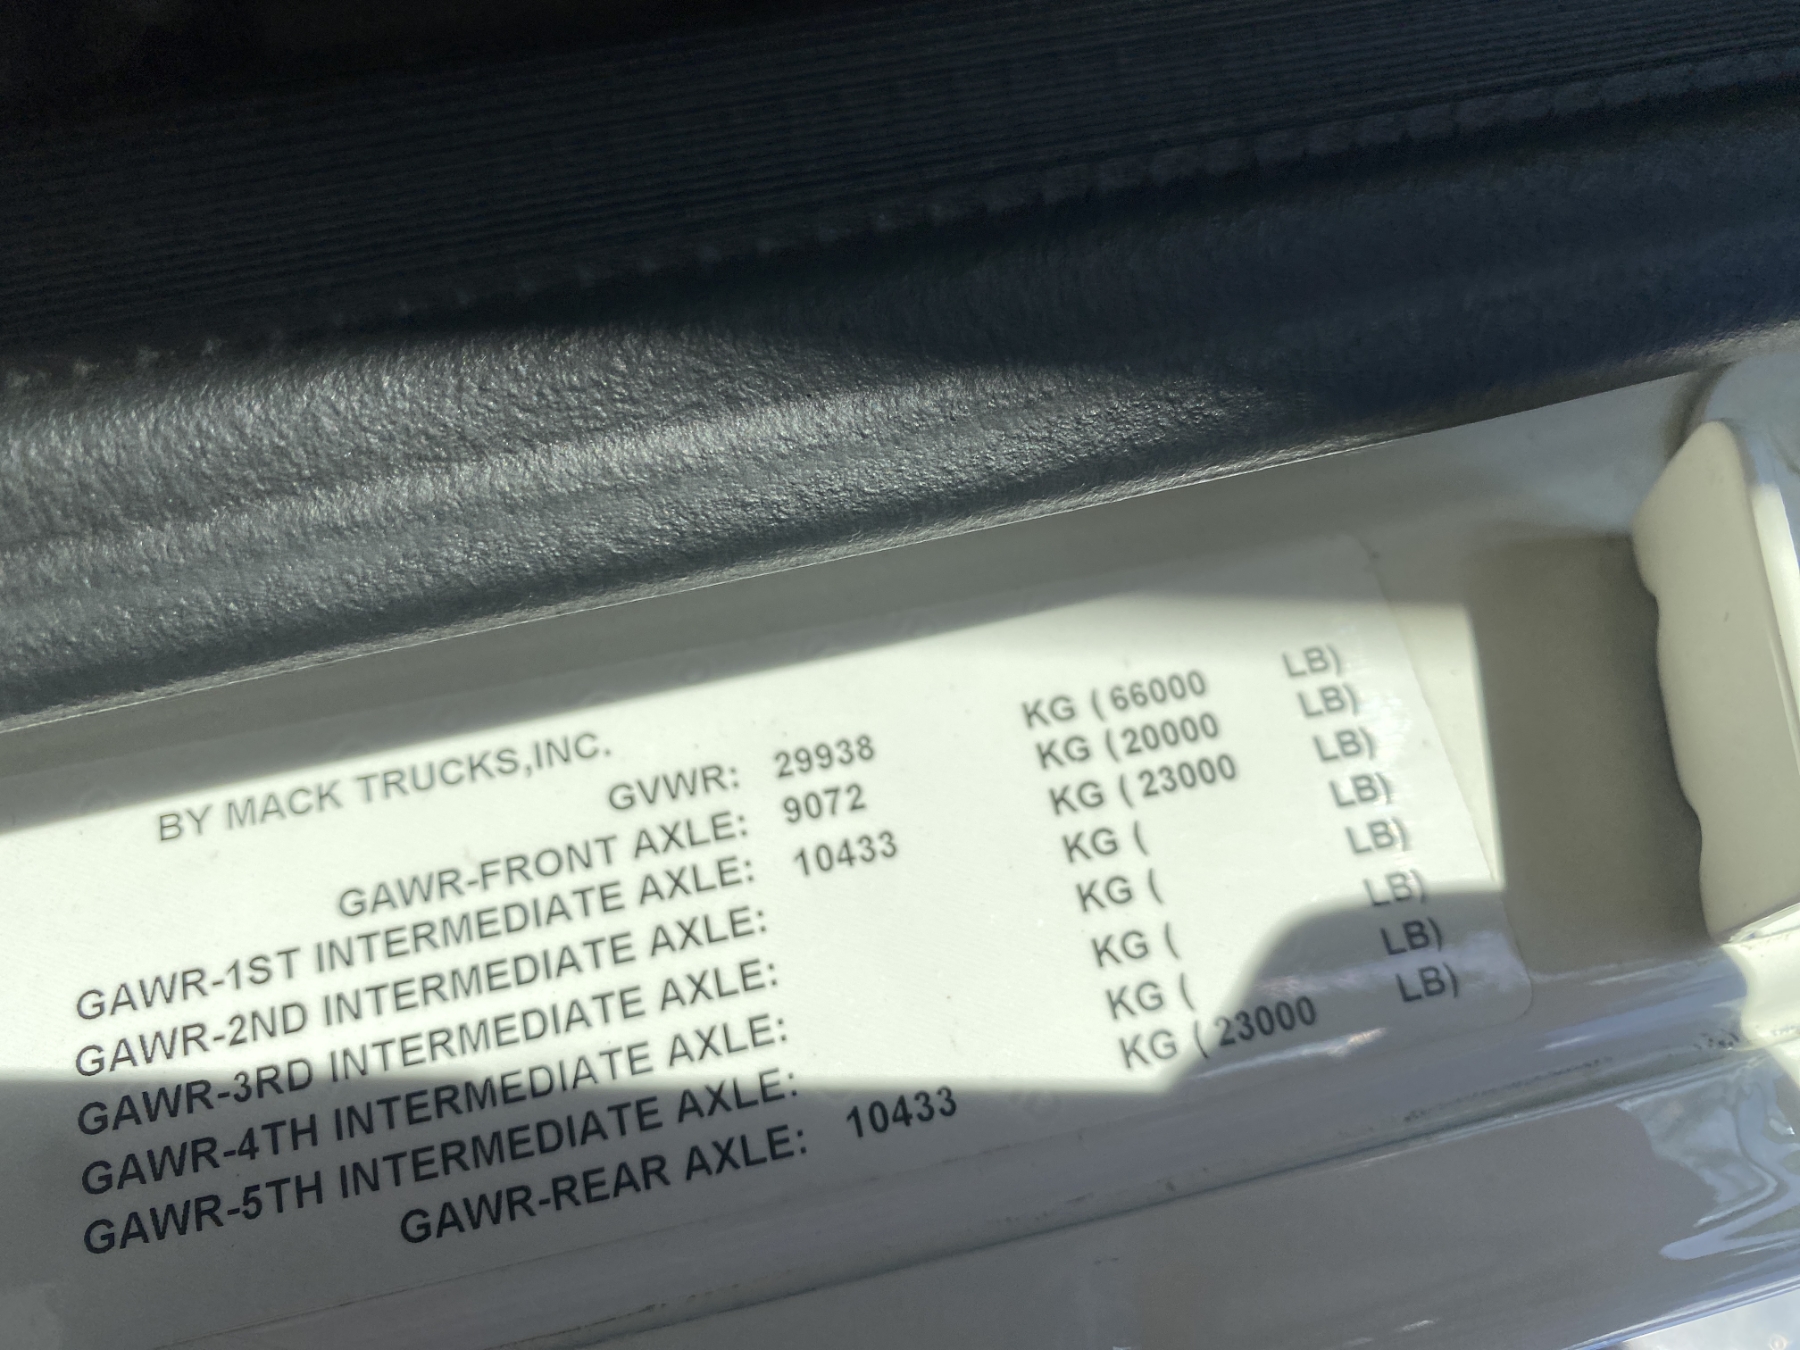 BY MACK TRUCKS,INC.
GVWR: 29938 KG (66000 LB)
GAWR-FRONT AXLE: 9072 KG (20000 LB)
GAWR-1ST INTERMEDIATE AXLE: 10433 KG (23000 LB)
GAWR-2ND INTERMEDIATE AXLE: KG ( LB)
GAWR-3RD INTERMEDIATE AXLE: KG ( LB)
GAWR-4TH INTERMEDIATE AXLE: KG ( LB)
GAWR-5TH INTERMEDIATE AXLE: KG ( LB)
GAWR-REAR AXLE: 10433 KG (23000 LB)